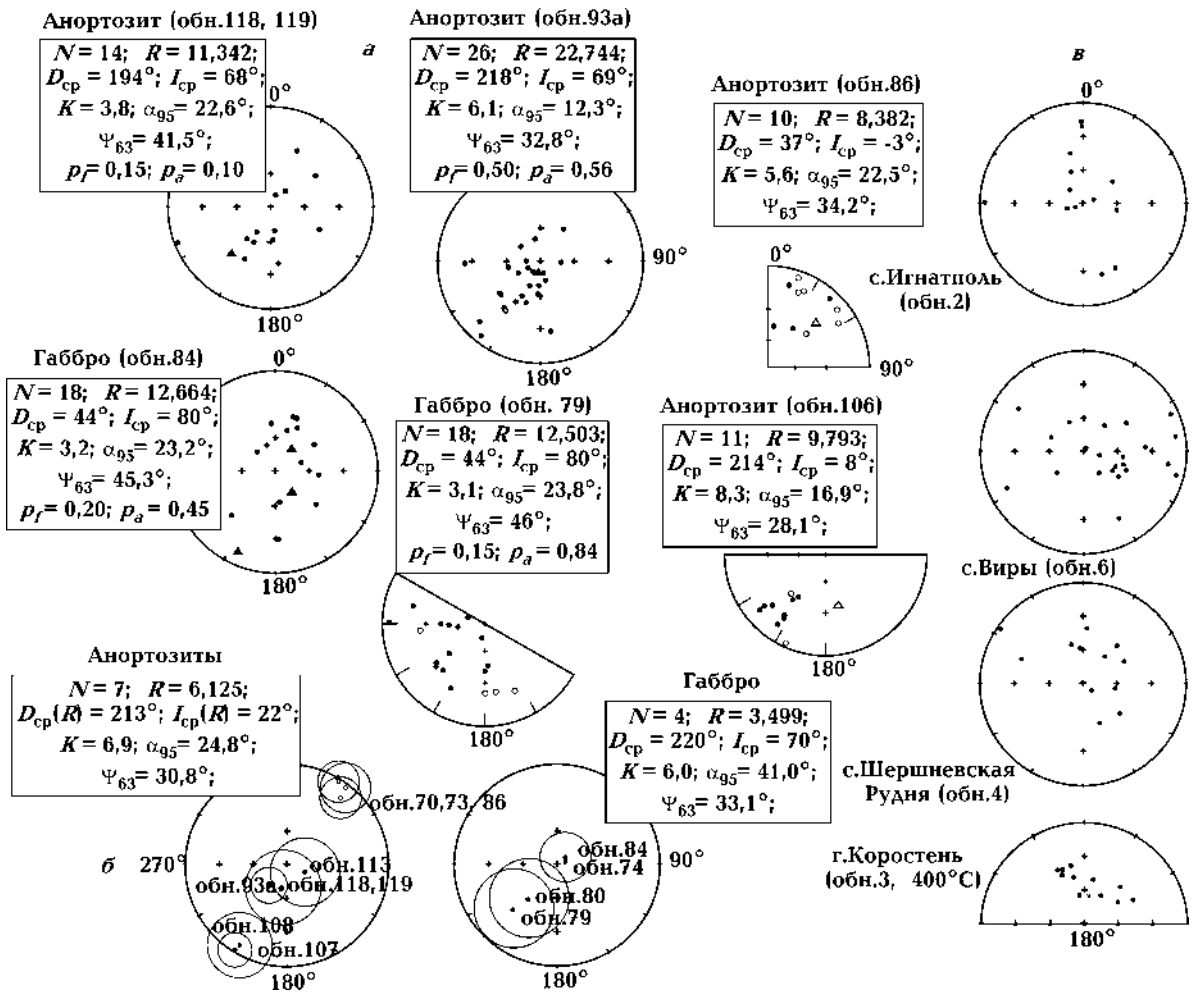 Анортозит (обн.118, 119)
а
N = 14; R = 11,342;
Dср = 194°; Iср = 68°;
K = 3,8; α95 = 22,6°;
Ψ63 = 41,5°;
pf = 0,15; pa = 0,10
0°
180°
Анортозит (обн.93а)
N = 26; R = 22,744;
Dср = 218°; Iср = 69°;
K = 6,1; α95 = 12,3°;
Ψ63 = 32,8°;
pf = 0,50; pa = 0,56
90°
180°
Анортозит (обн.86)
N = 10; R = 8,382;
Dср = 37°; Iср = -3°;
K = 5,6; α95 = 22,5°;
Ψ63 = 34,2°;
0°
90°
в
0°
с.Игнатполь
(обн.2)
Габбро (обн.84)
0°
N = 18; R = 12,664;
Dср = 44°; Iср = 80°;
K = 3,2; α95 = 23,2°;
Ψ63 = 45,3°;
pf = 0,20; pa = 0,45
180°
Габбро (обн. 79)
N = 18; R = 12,503;
Dср = 44°; Iср = 80°;
K = 3,1; α95 = 23,8°;
Ψ63 = 46°;
pf = 0,15; pa = 0,84
180°
Анортозит (обн.106)
N = 11; R = 9,793;
Dср = 214°; Iср = 8°;
K = 8,3; α95 = 16,9°;
Ψ63 = 28,1°;
180°
с.Виры (обн.6)
Анортозиты
N = 7; R = 6,125;
Dср(R) = 213°; Iср(R) = 22°;
K = 6,9; α95 = 24,8°;
Ψ63 = 30,8°;
обн.70,73, 86
б
270°
обн.113
обн.93а
обн.118,119
обн.108
обн.107
180°
Габбро
N = 4; R = 3,499;
Dср = 220°; Iср = 70°;
K = 6,0; α95 = 41,0°;
Ψ63 = 33,1°;
обн.84
90°
обн.74
обн.80
обн.79
180°
с.Шершневская
Рудня (обн.4)
г.Коростень
(обн.3, 400°С)
180°